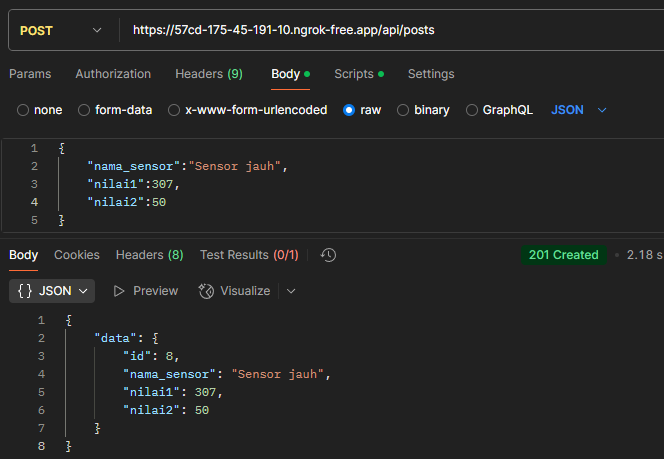 POST https://57cd-175-45-191-10.ngrok-free.app/api/posts
Params Authorization Headers (9) Body Scripts Settings
none form-data x-www-form-urlencoded raw binary GraphQL JSON
1 {
2 "nama_sensor":"Sensor jauh",
3 "nilai1":307,
4 "nilai2":50
5 }
Body Cookies Headers (8) Test Results (0/1) 201 Created 2.18 s
{} JSON Preview Visualize
1 {
2 "data": {
3 "id": 8,
4 "nama_sensor": "Sensor jauh",
5 "nilai1": 307,
6 "nilai2": 50
7 }
8 }